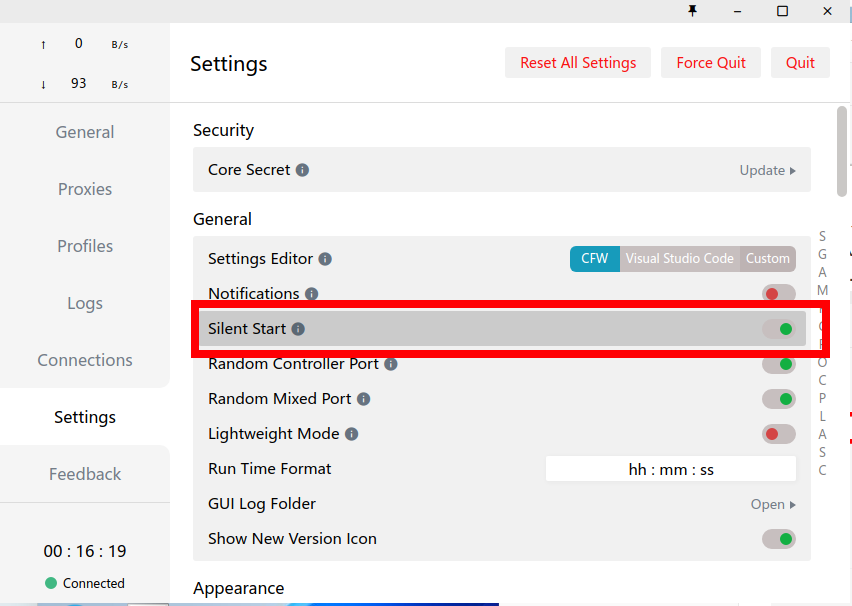 ↑ 0 B/s
↓ 93 B/s
General
Proxies
Profiles
Logs
Connections
Settings
Feedback
00 : 16 : 19
Connected
Settings
Reset All Settings Force Quit Quit
Security
Core Secret
Update
General
Settings Editor
CFW Visual Studio Code Custom
Notifications
Silent Start
Random Controller Port
Random Mixed Port
Lightweight Mode
Run Time Format
hh : mm : ss
GUI Log Folder
Open
Show New Version Icon
Appearance
S
G
A
M
O
C
P
L
A
S
C